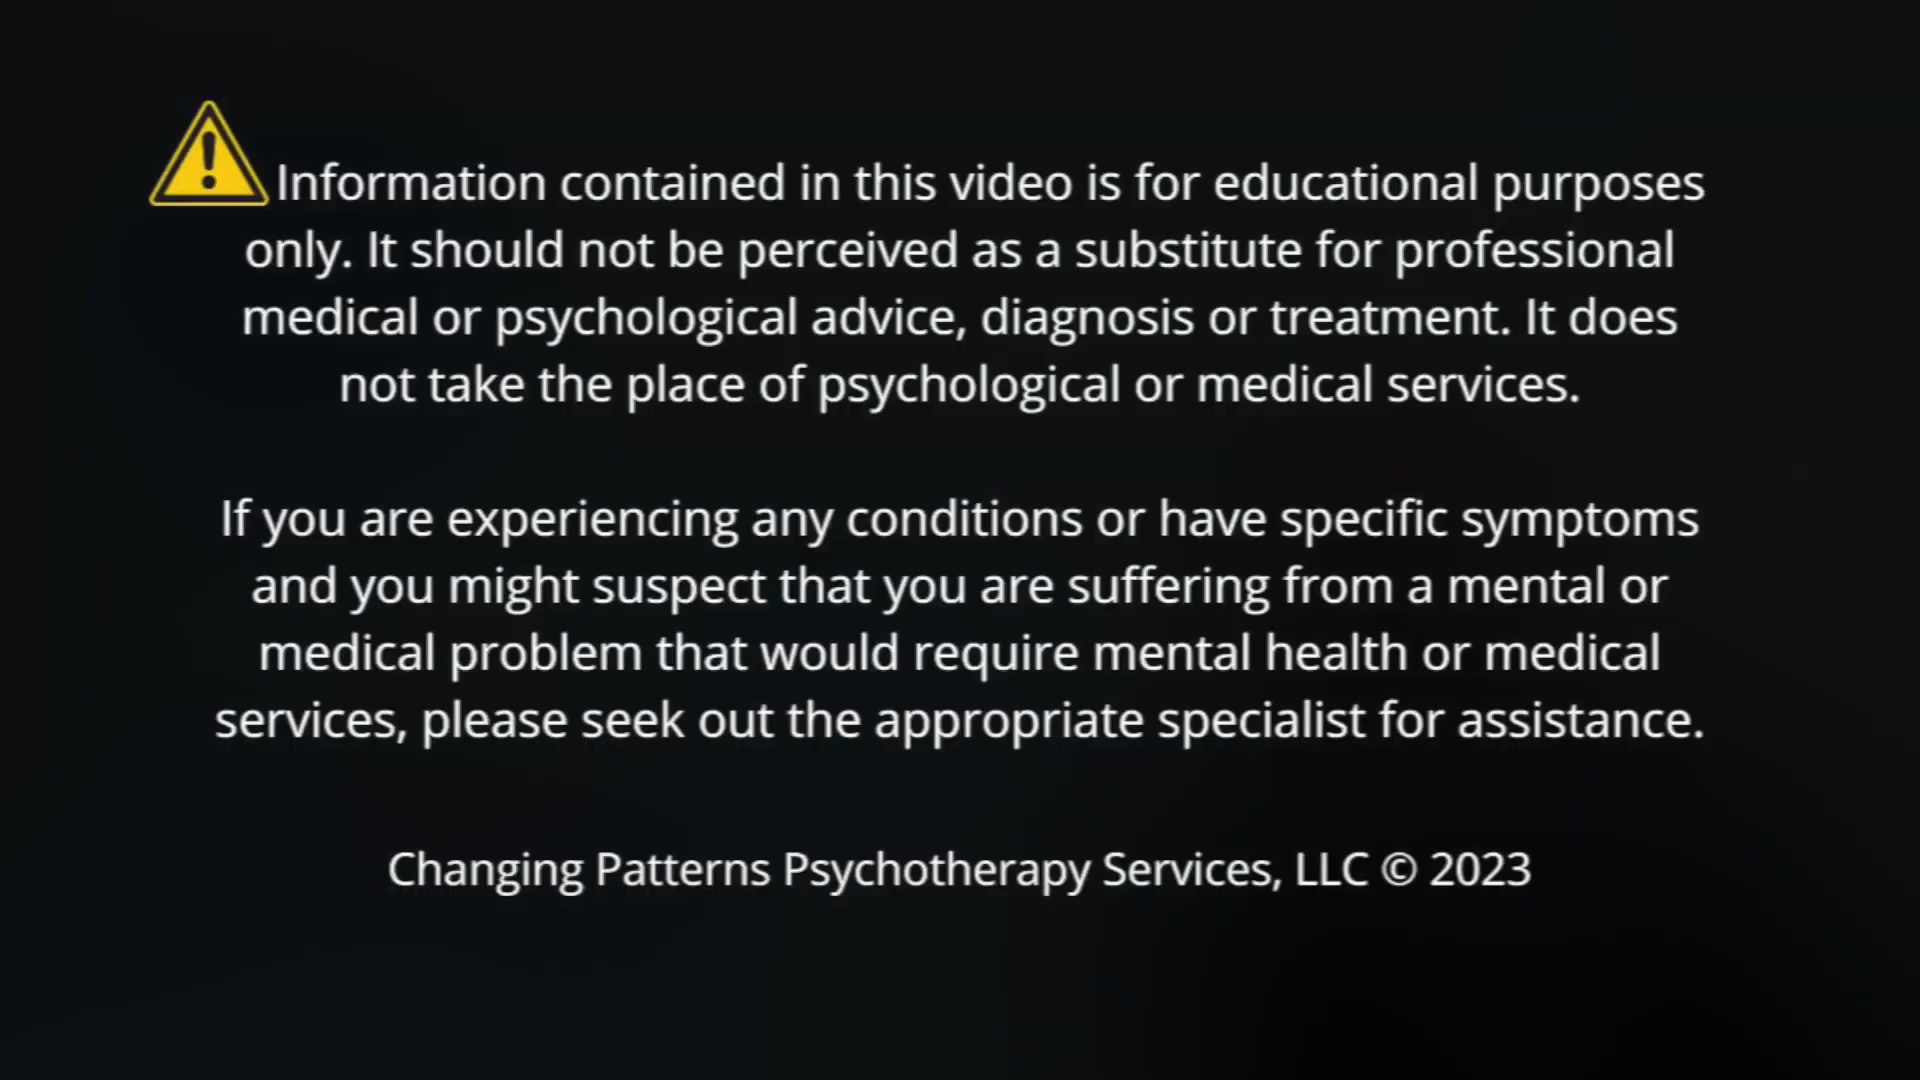 Information contained in this video is for educational purposes
only. It should not be perceived as a substitute for professional
medical or psychological advice, diagnosis or treatment. It does
not take the place of psychological or medical services.
If you are experiencing any conditions or have specific symptoms
and you might suspect that you are suffering from a mental or
medical problem that would require mental health or medical
services, please seek out the appropriate specialist for assistance.
Changing Patterns Psychotherapy Services, LLC © 2023